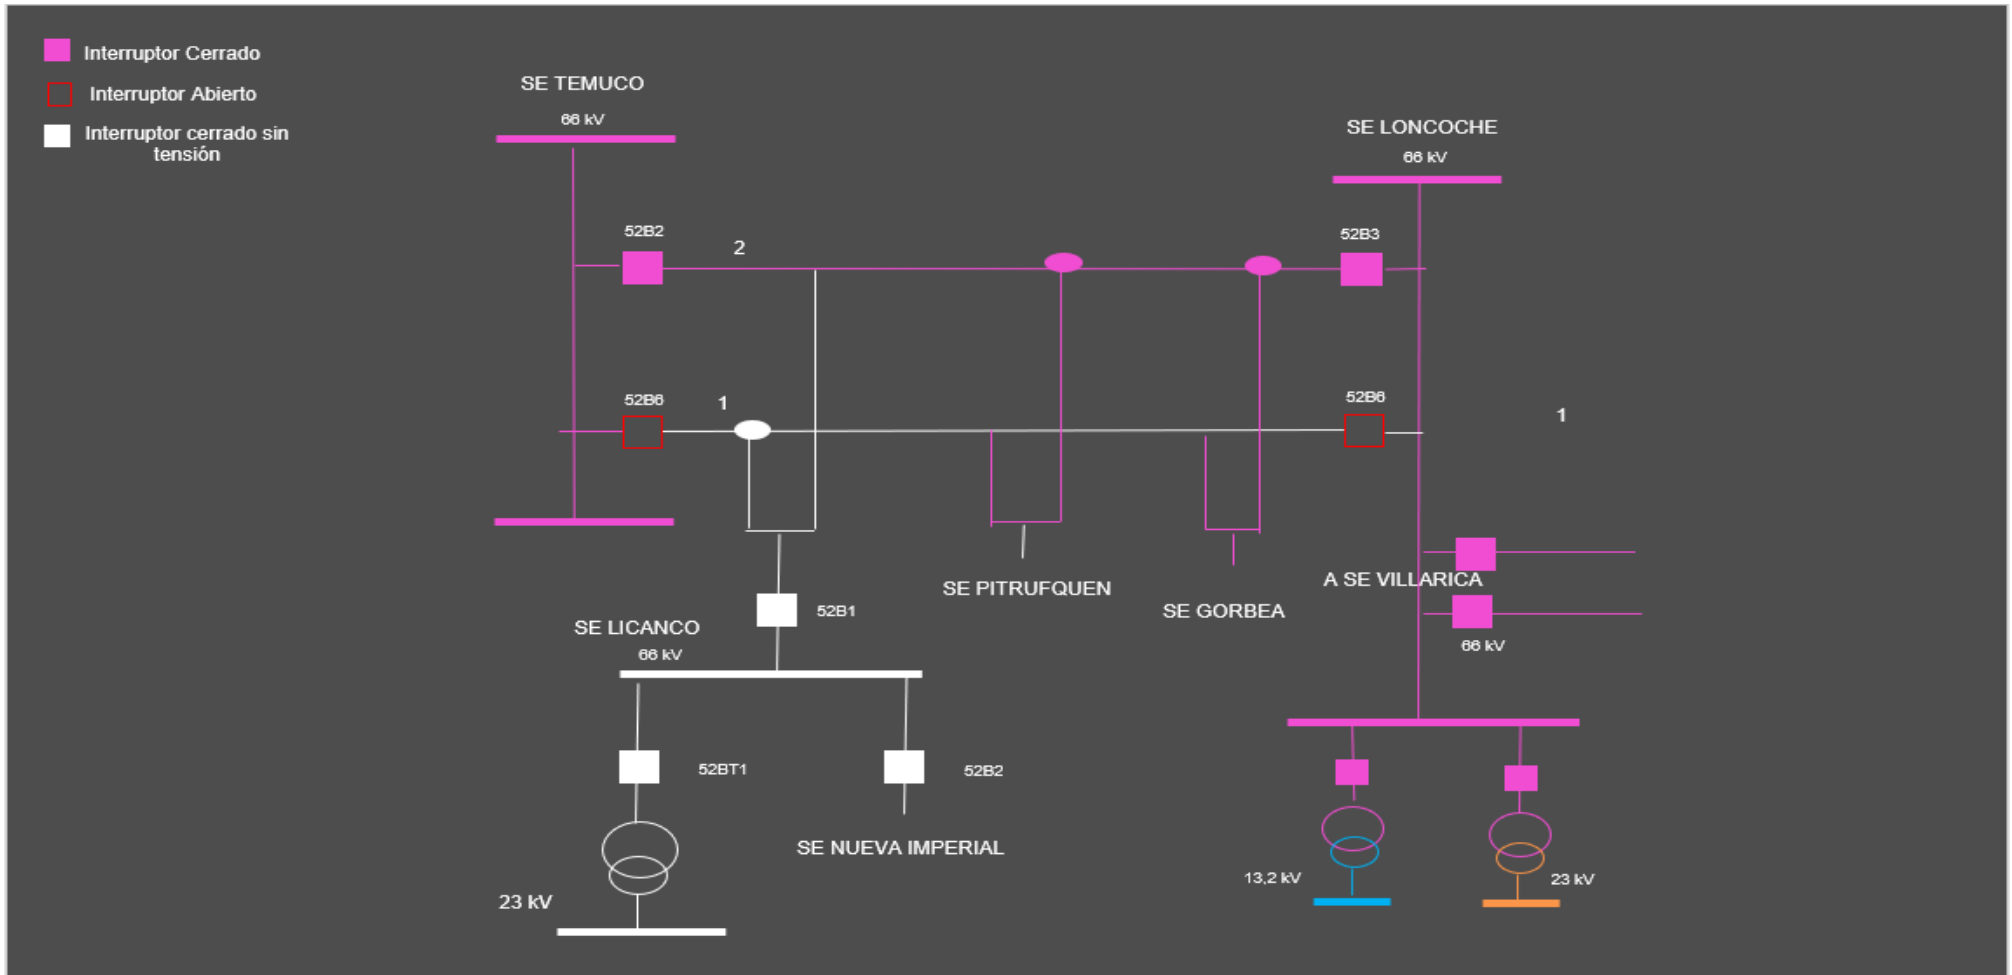 Interruptor Cerrado
Interruptor Abierto
Interruptor cerrado sin
tensión
SE TEMUCO
66 kV
SE LONCOCHE
66 kV
52B2
2
52B3
52B6
1
52B6
1
A SE VILLARICA
SE PITRUFQUEN
SE GORBEA
52B1
SE LICANCO
66 kV
66 kV
52BT1
52B2
SE NUEVA IMPERIAL
13,2 kV
23 kV
23 kV